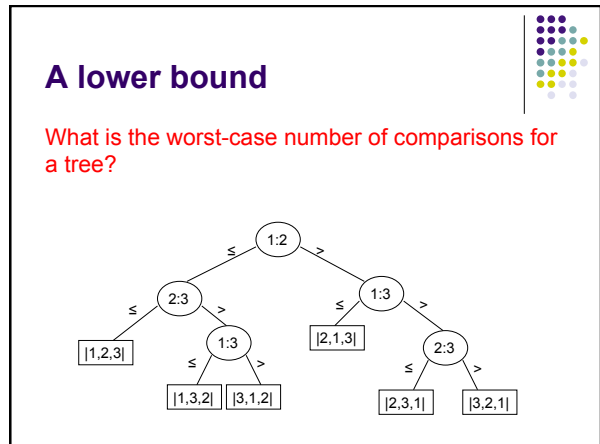 A lower bound
What is the worst-case number of comparisons for
a tree?
1:2
≤ >
2:3 1:3
≤ > ≤ >
|1,2,3| 1:3 |2,1,3| 2:3
≤ > ≤ >
|1,3,2| |3,1,2| |2,3,1| |3,2,1|